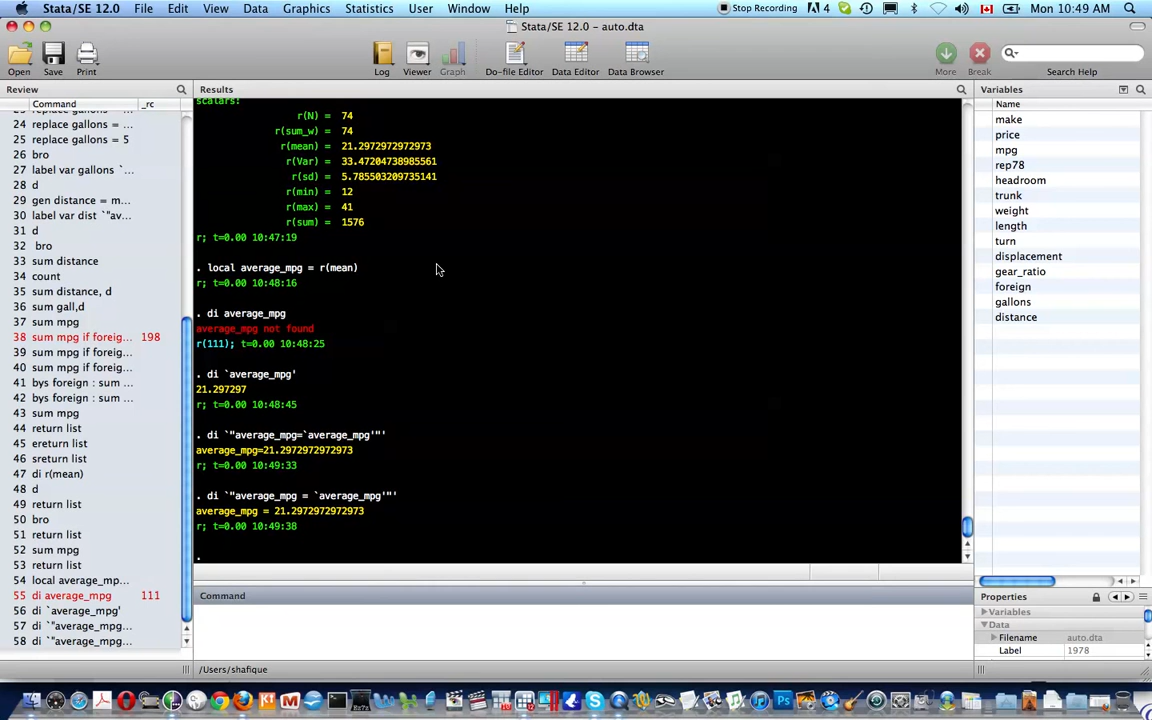 Stata/SE 12.0 File Edit View Data Graphics Statistics User Window Help Stop Recording 4 Mon 10:49 AM
Stata/SE 12.0 - auto.dta
Open Save Print Log Viewer Graph Do-file Editor Data Editor Data Browser More Break Search Help
Review
Command _rc
24 replace gallons = ...
25 replace gallons = 5
26 bro
27 label var gallons `...
28 d
29 gen distance = m...
30 label var dist `"av...
31 d
32 bro
33 sum distance
34 count
35 sum distance, d
36 sum gall,d
37 sum mpg
38 sum mpg if foreig... 198
39 sum mpg if foreig...
40 sum mpg if foreig...
41 bys foreign : sum ...
42 bys foreign : sum ...
43 sum mpg
44 return list
45 ereturn list
46 sreturn list
47 di r(mean)
48 d
49 return list
50 bro
51 return list
52 sum mpg
53 return list
54 local average_mp...
55 di average_mpg 111
56 di `average_mpg'
57 di `"average_mpg...
58 di `"average_mpg...
Results
scalars:
r(N) = 74
r(sum_w) = 74
r(mean) = 21.2972972972973
r(Var) = 33.47204738985561
r(sd) = 5.785503209735141
r(min) = 12
r(max) = 41
r(sum) = 1576
r; t=0.00 10:47:19
. local average_mpg = r(mean)
r; t=0.00 10:48:16
. di average_mpg
average_mpg not found
r(111); t=0.00 10:48:25
. di `average_mpg'
21.297297
r; t=0.00 10:48:45
. di `"average_mpg=`average_mpg'"'
average_mpg=21.2972972972973
r; t=0.00 10:49:33
. di `"average_mpg = `average_mpg'"'
average_mpg = 21.2972972972973
r; t=0.00 10:49:38
.
Command
/Users/shafique
Variables
Name
make
price
mpg
rep78
headroom
trunk
weight
length
turn
displacement
gear_ratio
foreign
gallons
distance
Properties
Variables
Data
Filename auto.dta
Label 1978